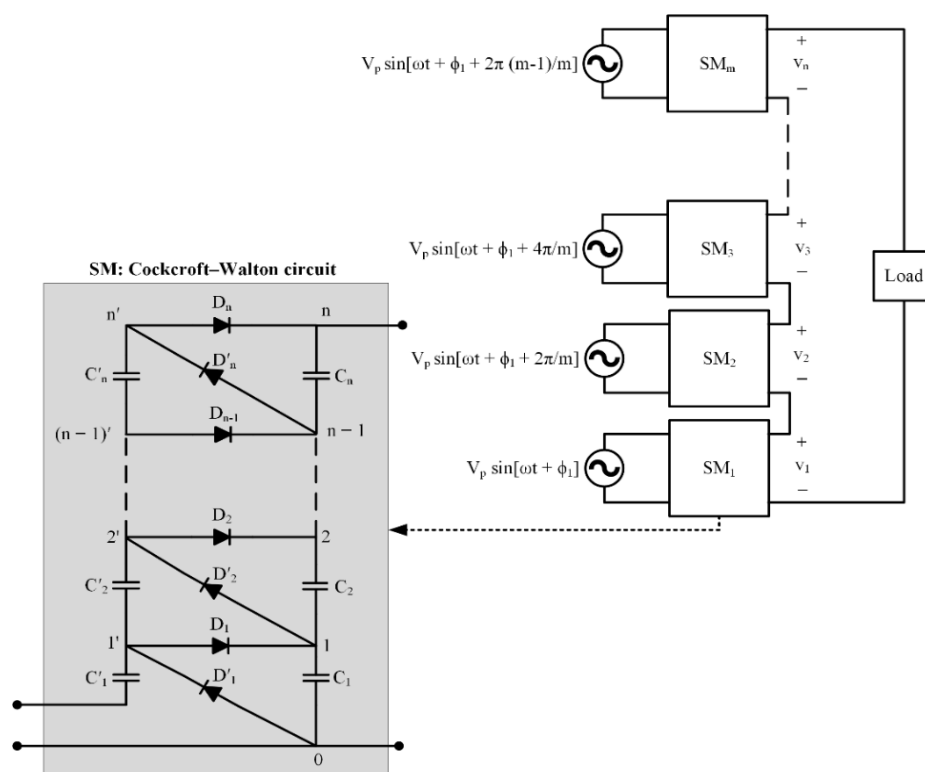 V_p sin[ωt + ϕ_1 + 2π (m-1)/m]
SM_m
+
v_n
−
V_p sin[ωt + ϕ_1 + 4π/m]
SM_3
+
v_3
−
Load
V_p sin[ωt + ϕ_1 + 2π/m]
SM_2
+
v_2
−
V_p sin[ωt + ϕ_1]
SM_1
+
v_1
−
SM: Cockcroft–Walton circuit
n′
D_n
n
C′_n
D′_n
C_n
(n − 1)′
D_{n-1}
n − 1
2′
D_2
2
C′_2
D′_2
C_2
1′
D_1
1
C′_1
D′_1
C_1
0